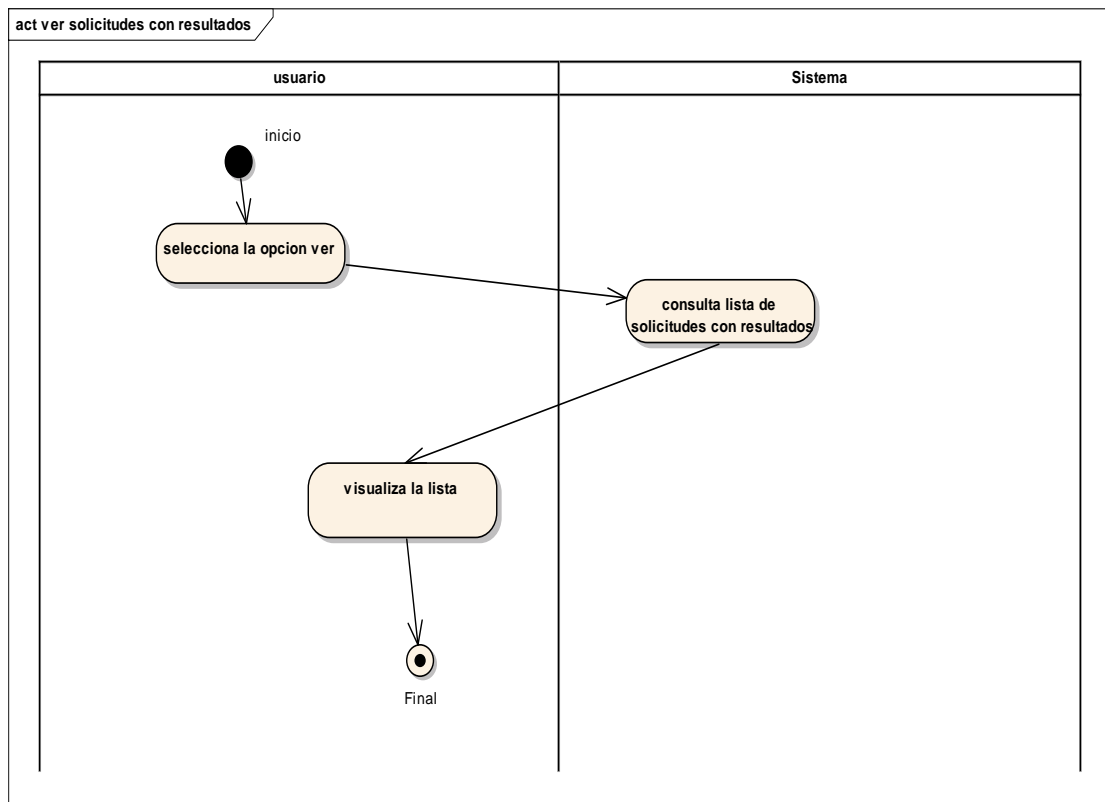 act ver solicitudes con resultados
usuario
Sistema
inicio
selecciona la opcion ver
consulta lista de
solicitudes con resultados
visualiza la lista
Final